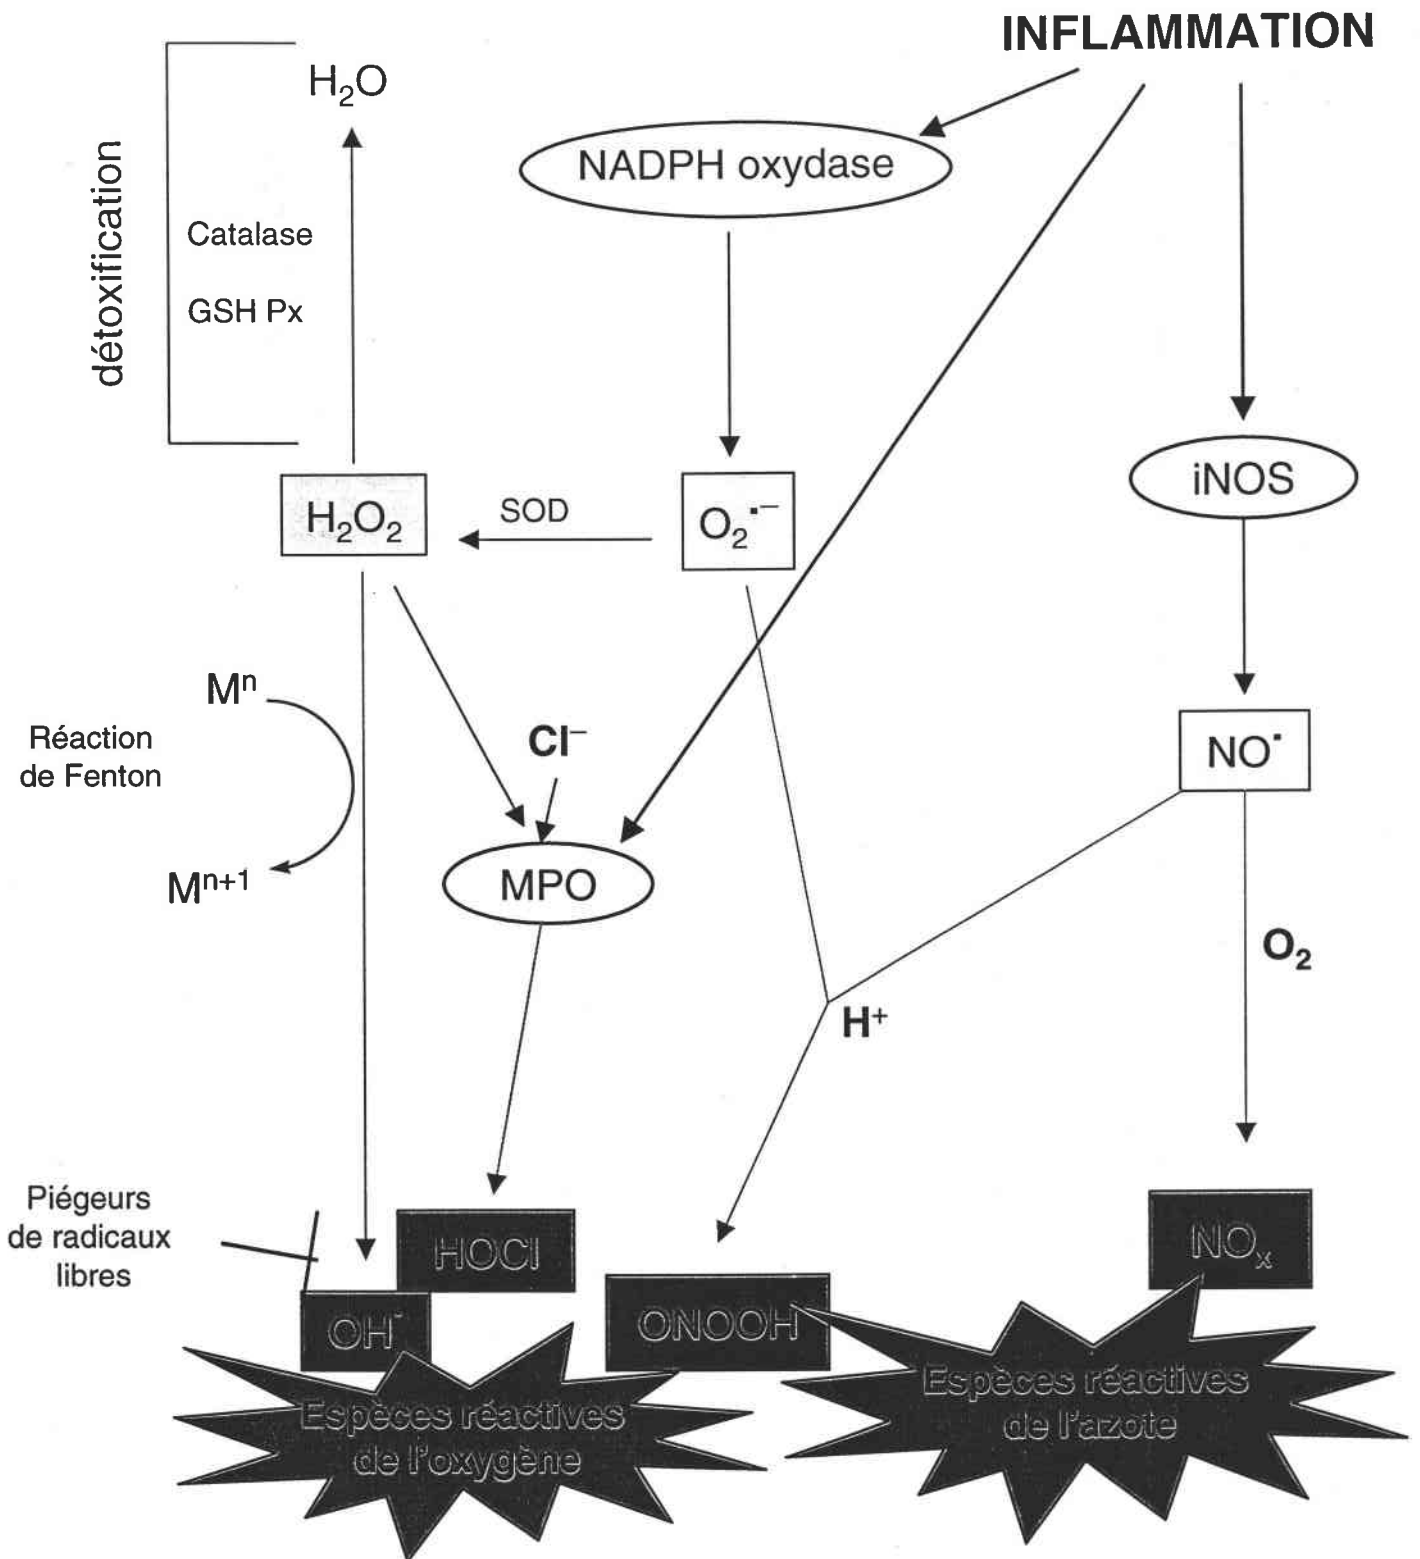 INFLAMMATION
H₂O
NADPH oxydase
détoxification
Catalase
GSH Px
iNOS
H₂O₂
SOD
O₂•–
Mⁿ
Réaction
de Fenton
Cl⁻
NO•
Mⁿ⁺¹
MPO
O₂
H⁺
Piégeurs
de radicaux
libres
HOCl
NOₓ
OH•
ONOOH
Espèces réactives
de l'azote
Espèces réactives
de l'oxygène